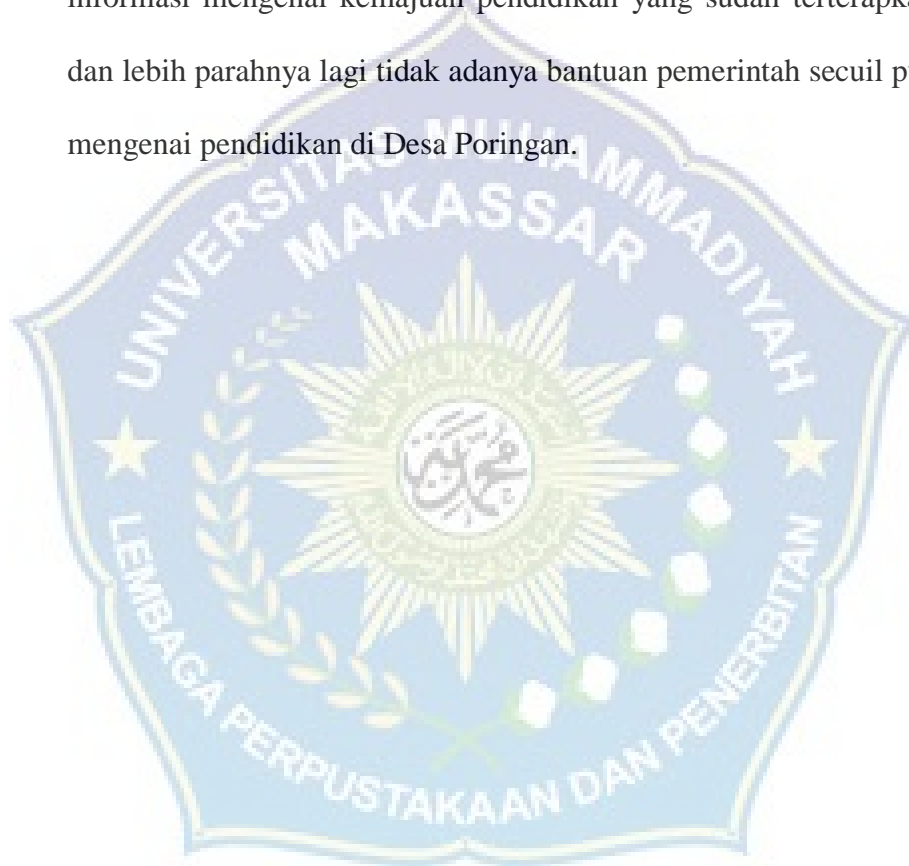 informasi mengenai kemajuan pendidikan yang sudah
dan lebih parahnya lagi tidak adanya bantuan pemerintah secuil
mengenai pendidikan di Desa Poringan.
UNIVERSITAS MUHAMMADIYAH
MAKASSAR
محمد
LEMBAGA PERPUSTAKAAN DAN PENERBITAN